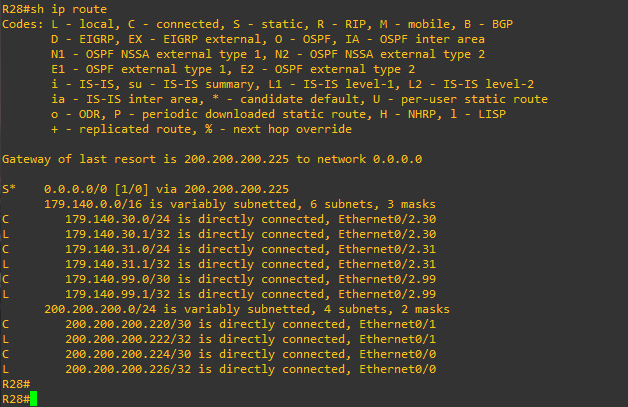 R28#sh ip route
Codes: L - local, C - connected, S - static, R - RIP, M - mobile, B - BGP
       D - EIGRP, EX - EIGRP external, O - OSPF, IA - OSPF inter area
       N1 - OSPF NSSA external type 1, N2 - OSPF NSSA external type 2
       E1 - OSPF external type 1, E2 - OSPF external type 2
       i - IS-IS, su - IS-IS summary, L1 - IS-IS level-1, L2 - IS-IS level-2
       ia - IS-IS inter area, * - candidate default, U - per-user static route
       o - ODR, P - periodic downloaded static route, H - NHRP, l - LISP
       + - replicated route, % - next hop override

Gateway of last resort is 200.200.200.225 to network 0.0.0.0

S*    0.0.0.0/0 [1/0] via 200.200.200.225
      179.140.0.0/16 is variably subnetted, 6 subnets, 3 masks
C        179.140.30.0/24 is directly connected, Ethernet0/2.30
L        179.140.30.1/32 is directly connected, Ethernet0/2.30
C        179.140.31.0/24 is directly connected, Ethernet0/2.31
L        179.140.31.1/32 is directly connected, Ethernet0/2.31
C        179.140.99.0/30 is directly connected, Ethernet0/2.99
L        179.140.99.1/32 is directly connected, Ethernet0/2.99
      200.200.200.0/24 is variably subnetted, 4 subnets, 2 masks
C        200.200.200.220/30 is directly connected, Ethernet0/1
L        200.200.200.222/32 is directly connected, Ethernet0/1
C        200.200.200.224/30 is directly connected, Ethernet0/0
L        200.200.200.226/32 is directly connected, Ethernet0/0
R28#
R28#